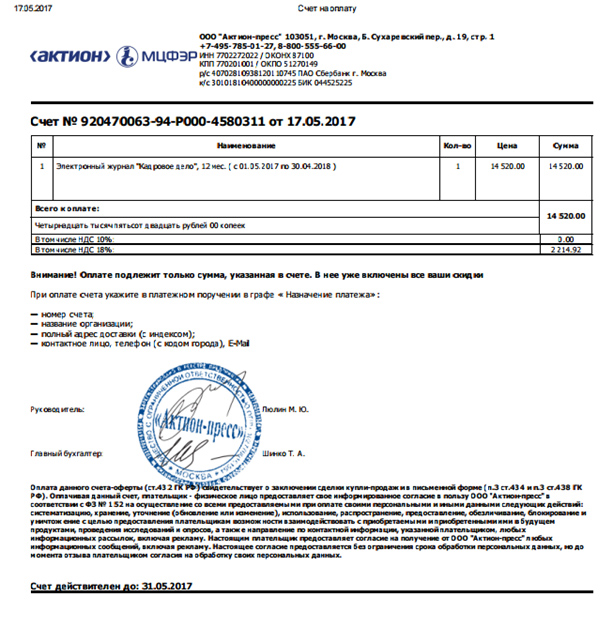 17.05.2017 Счет на оплату
«АКТИОН» МЦФЭР
ООО "Актион-пресс" 103051, г. Москва, Б. Сухаревский пер., д. 19, стр. 1
+7-495-785-01-27, 8-800-555-66-00
ИНН 7702272022 / ОКОНХ 87100
КПП 770201001 / ОКПО 51270149
р/с 40702810938120110745 ПАО Сбербанк г. Москва
к/с 30101810400000000225 БИК 044525225
Счет № 920470063-94-Р000-4580311 от 17.05.2017
№ Наименование Кол-во Цена Сумма
1 Электронный журнал "Кадровое дело", 12 мес. ( с 01.05.2017 по 30.04.2018 ) 1 14 520.00 14 520.00
Всего к оплате: 14 520.00
Четырнадцать тысяч пятьсот двадцать рублей 00 копеек
В том числе НДС 10%: 0.00
В том числе НДС 18%: 2 214.92
Внимание! Оплате подлежит только сумма, указанная в счете. В нее уже включены все ваши скидки
При оплате счета укажите в платежном поручении в графе « Назначение платежа» :
— номер счета;
— название организации;
— полный адрес доставки (с индексом);
— контактное лицо, телефон (с кодом города), E-Mail
Руководитель: Пюлин М. Ю.
«Актион-пресс»
МОСКВА
Главный бухгалтер: Шинко Т. А.
Оплата данного счета-оферты (ст.43 2 ГК РФ) свидетельствует о заключении сделки купли-продажи в письменной форме (п.3 ст.434 и п.3 ст.438 ГК
РФ). Оплачивая данный счет, плательщик - физическое лицо предоставляет свое информированное согласие в пользу ООО "Актион-пресс" в
соответствии с ФЗ № 1 52 на осуществление со всеми предоставляемыми при оплате своими персональными и иными данными следующих действий:
систематизацию, хранение, уточнение (обновление или изменение), использование, распространение, предоставление, обезличивание, блокирование и
уничтожение с целью предоставления плательщикам возможности взаимодействовать с приобретаемыми и приобретенными ими в будущем
продуктами, проведения исследований и опросов, а также направление по контактной информации, указанной плательщиком, любых
информационных рассылок, включая рекламу. Настоящим плательщик предоставляет согласие на получение от ООО "Актион-пресс" любых
информационных сообщений, включая рекламу. Настоящее согласие предоставляется без ограничения срока обработки персональных данных, но до
момента отзыва плательщиком согласия на обработку своих персональных данных.
Счет действителен до: 31.05.2017